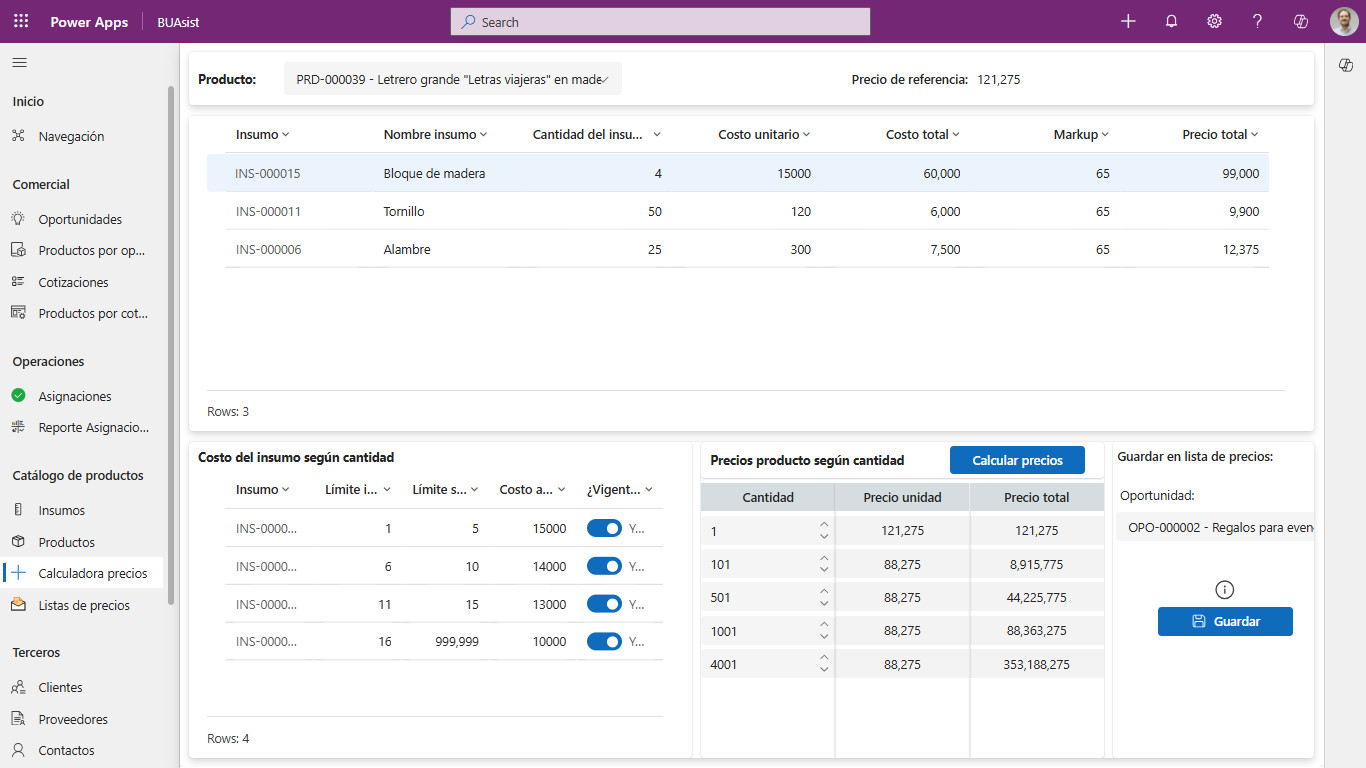 Power Apps BUAsist Search
Inicio
Navegación
Comercial
Oportunidades
Productos por op...
Cotizaciones
Productos por cot...
Operaciones
Asignaciones
Reporte Asignacio...
Catálogo de productos
Insumos
Productos
Calculadora precios
Listas de precios
Terceros
Clientes
Proveedores
Contactos
Producto: PRD-000039 - Letrero grande "Letras viajeras" en made Precio de referencia: 121,275
Insumo Nombre insumo Cantidad del insu... Costo unitario Costo total Markup Precio total
INS-000015 Bloque de madera 4 15000 60,000 65 99,000
INS-000011 Tornillo 50 120 6,000 65 9,900
INS-000006 Alambre 25 300 7,500 65 12,375
Rows: 3
Costo del insumo según cantidad
Insumo Límite i... Límite s... Costo a... ¿Vigent...
INS-0000... 1 5 15000 Y...
INS-0000... 6 10 14000 Y...
INS-0000... 11 15 13000 Y...
INS-0000... 16 999,999 10000 Y...
Rows: 4
Precios producto según cantidad Calcular precios
Cantidad Precio unidad Precio total
1 121,275 121,275
101 88,275 8,915,775
501 88,275 44,225,775
1001 88,275 88,363,275
4001 88,275 353,188,275
Guardar en lista de precios:
Oportunidad:
OPO-000002 - Regalos para even
Guardar